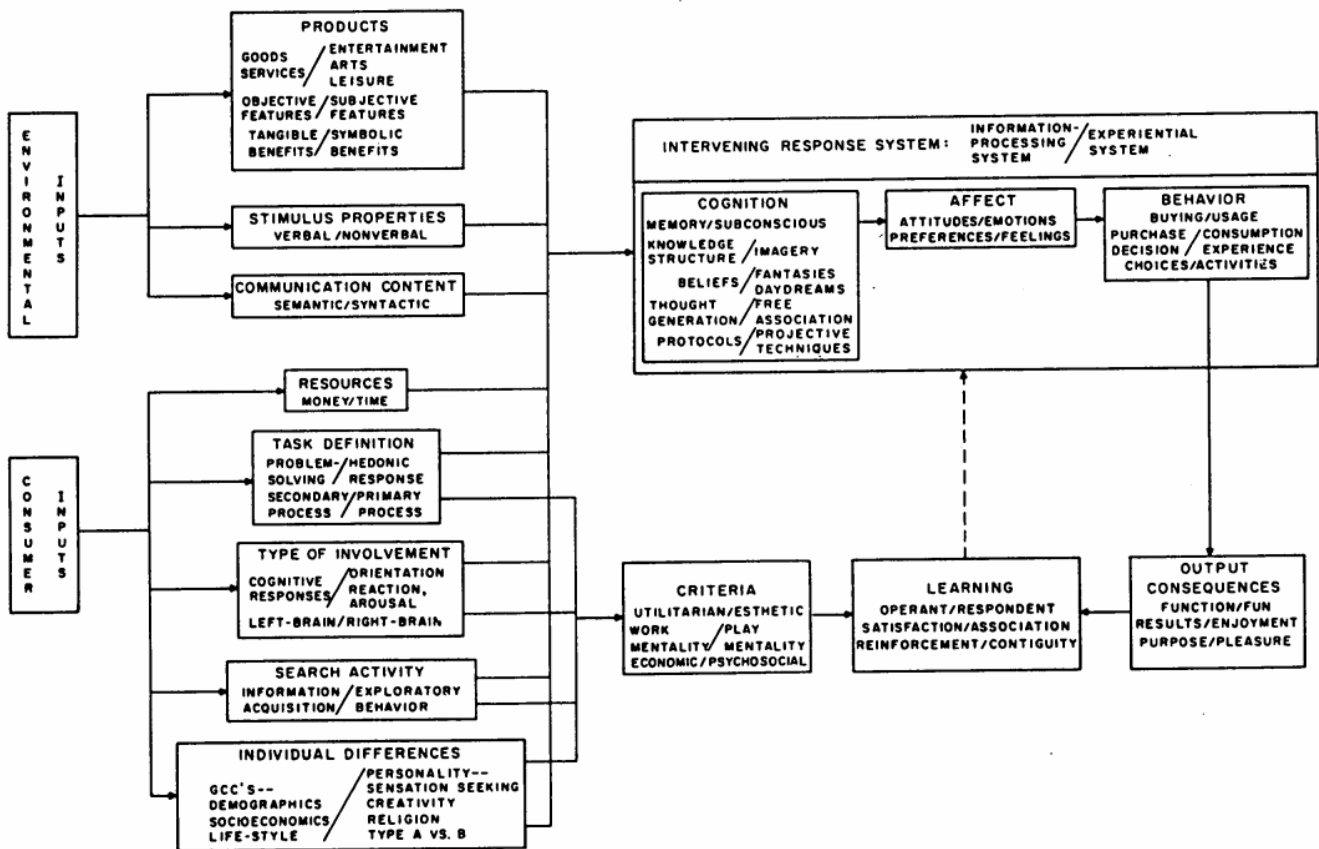 ENVIRONMENTAL
INPUTS
PRODUCTS
GOODS / ENTERTAINMENT
SERVICES / ARTS
LEISURE
OBJECTIVE / SUBJECTIVE
FEATURES / FEATURES
TANGIBLE / SYMBOLIC
BENEFITS / BENEFITS
STIMULUS PROPERTIES
VERBAL/NONVERBAL
COMMUNICATION CONTENT
SEMANTIC/SYNTACTIC
CONSUMER
INPUTS
RESOURCES
MONEY/TIME
TASK DEFINITION
PROBLEM- / HEDONIC
SOLVING / RESPONSE
SECONDARY / PRIMARY
PROCESS / PROCESS
TYPE OF INVOLVEMENT
COGNITIVE / ORIENTATION
RESPONSES / REACTION,
AROUSAL
LEFT-BRAIN/RIGHT-BRAIN
SEARCH ACTIVITY
INFORMATION / EXPLORATORY
ACQUISITION / BEHAVIOR
INDIVIDUAL DIFFERENCES
GCC'S-- / PERSONALITY--
DEMOGRAPHICS / SENSATION SEEKING
SOCIOECONOMICS / CREATIVITY
LIFE-STYLE / RELIGION
TYPE A VS. B
INTERVENING RESPONSE SYSTEM: INFORMATION- / EXPERIENTIAL
PROCESSING / SYSTEM
SYSTEM
COGNITION
MEMORY/SUBCONSCIOUS
KNOWLEDGE / IMAGERY
STRUCTURE
BELIEFS / FANTASIES
DAYDREAMS
THOUGHT / FREE
GENERATION / ASSOCIATION
PROTOCOLS / PROJECTIVE
TECHNIQUES
AFFECT
ATTITUDES/EMOTIONS
PREFERENCES/FEELINGS
BEHAVIOR
BUYING/USAGE
PURCHASE / CONSUMPTION
DECISION / EXPERIENCE
CHOICES/ACTIVITIES
CRITERIA
UTILITARIAN/ESTHETIC
WORK / PLAY
MENTALITY / MENTALITY
ECONOMIC/PSYCHOSOCIAL
LEARNING
OPERANT/RESPONDENT
SATISFACTION/ASSOCIATION
REINFORCEMENT/CONTIGUITY
OUTPUT
CONSEQUENCES
FUNCTION/FUN
RESULTS/ENJOYMENT
PURPOSE/PLEASURE